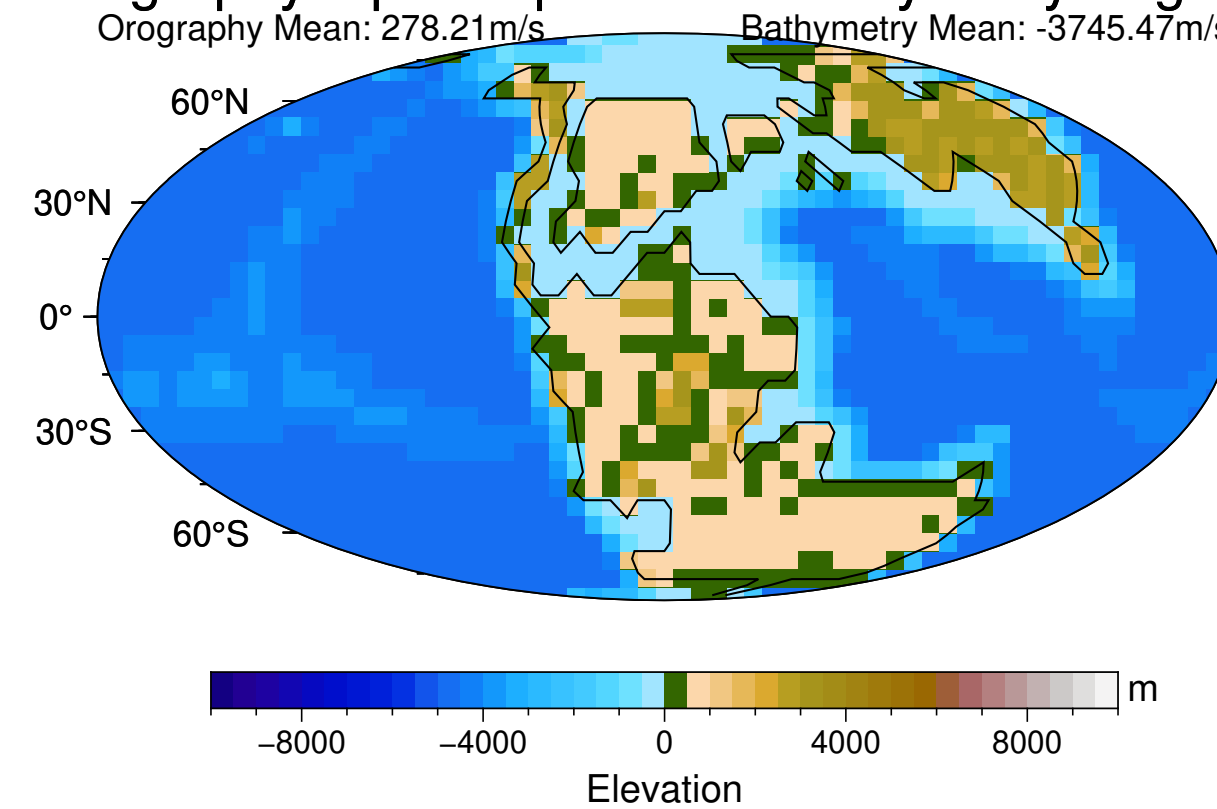 Orography Mean: 278.21m/s Bathymetry Mean: -3745.47m/s
60°N
30°N
0°
30°S
60°S
m
−8000 −4000 0 4000 8000
Elevation